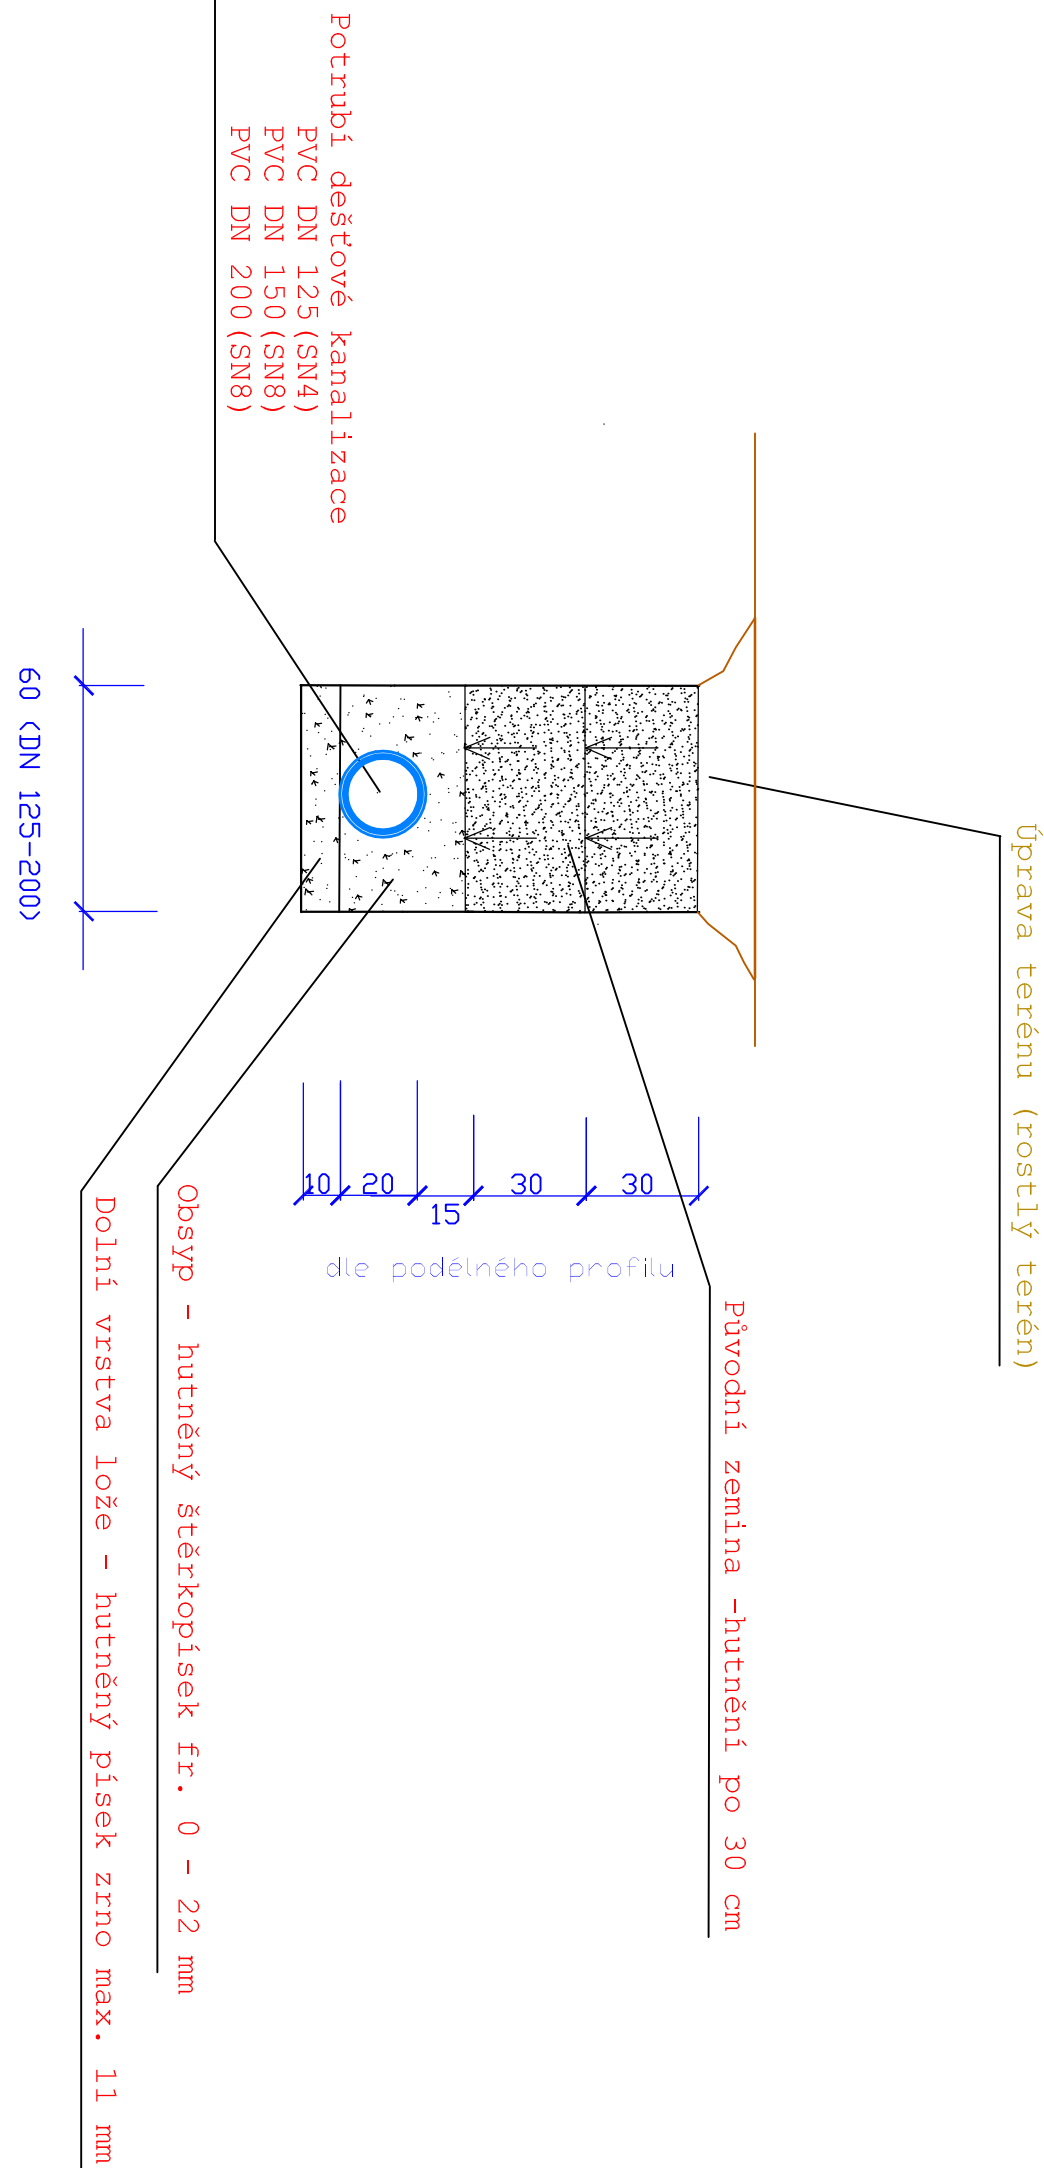 Úprava terénu (rostlý terén)
Potrubí dešťové kanalizace
PVC DN 125(SN4)
PVC DN 150(SN8)
PVC DN 200(SN8)
Původní zemina -hutnění po 30 cm
30
30
15
20
10
dle podélného profilu
Obsyp - hutněný štěrkopísek fr. 0 - 22 mm
Dolní vrstva lože - hutněný písek zrno max. 11 mm
60 (DN 125-200)